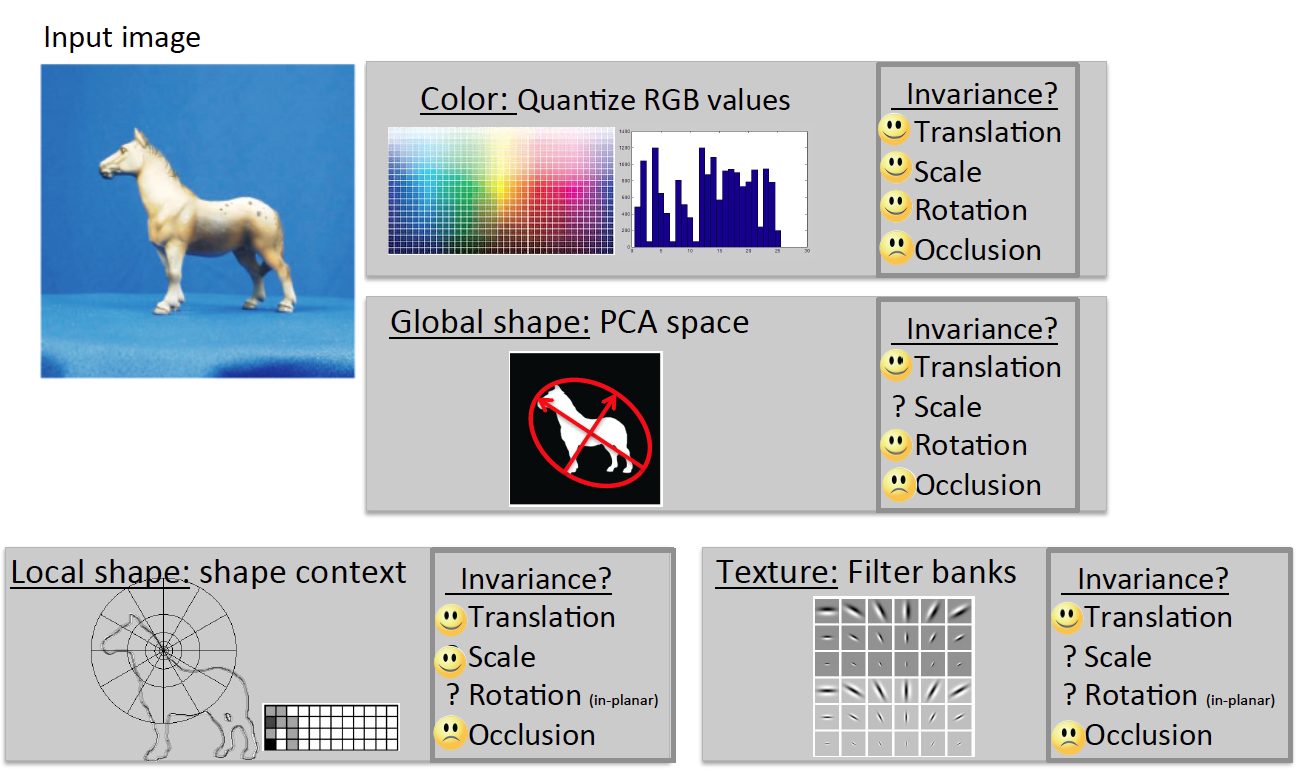 Input image
Color: Quantize RGB values
Invariance?
Translation
Scale
Rotation
Occlusion
Global shape: PCA space
Invariance?
Translation
? Scale
Rotation
Occlusion
Local shape: shape context
Invariance?
Translation
Scale
? Rotation (in-planar)
Occlusion
Texture: Filter banks
Invariance?
Translation
? Scale
? Rotation (in-planar)
Occlusion